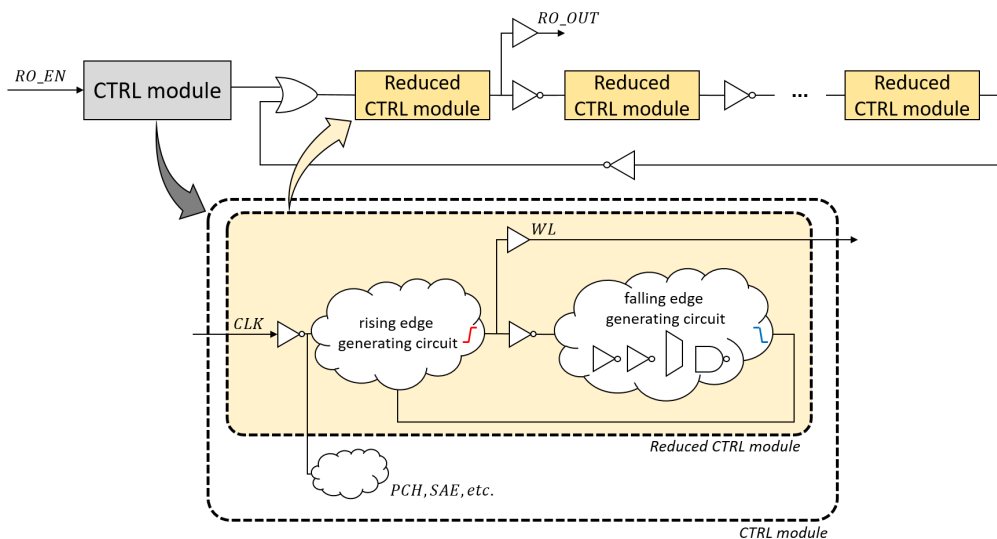 RO_OUT
RO_EN
CTRL module
Reduced
CTRL module
Reduced
CTRL module
...
Reduced
CTRL module
WL
CLK
rising edge
generating circuit
falling edge
generating circuit
Reduced CTRL module
PCH, SAE, etc.
CTRL module